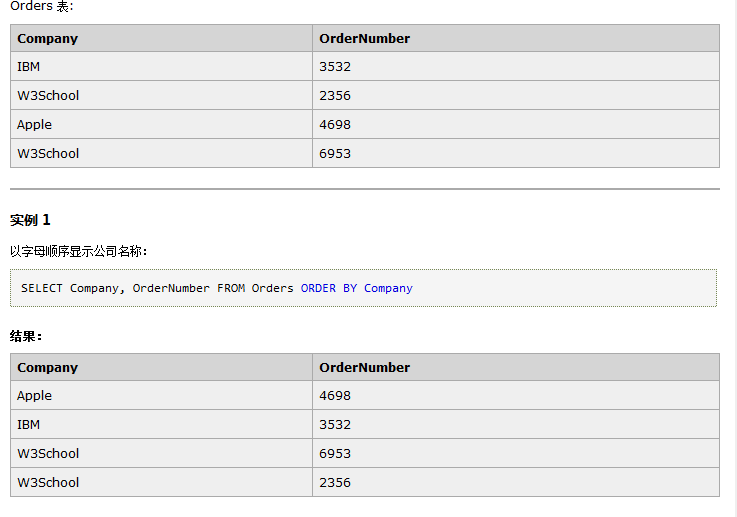 Orders 表:
Company OrderNumber
IBM 3532
W3School 2356
Apple 4698
W3School 6953
实例 1
以字母顺序显示公司名称：
SELECT Company, OrderNumber FROM Orders ORDER BY Company
结果：
Company OrderNumber
Apple 4698
IBM 3532
W3School 6953
W3School 2356